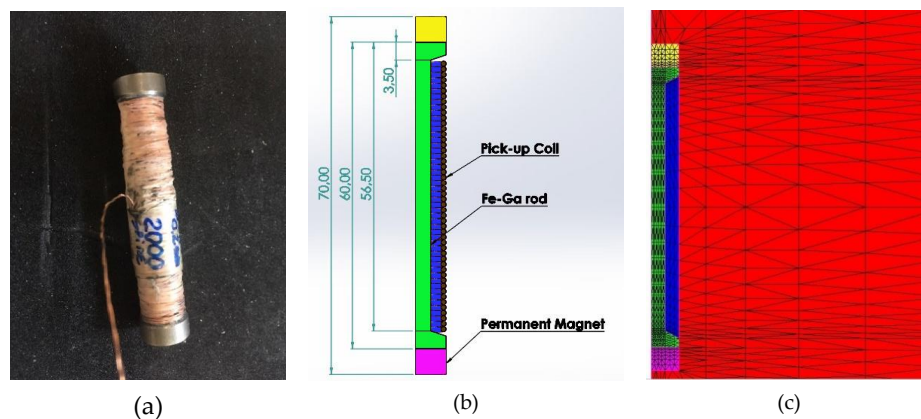 2000
70,00
60,00
56,50
3,50
Pick-up Coil
Fe-Ga rod
Permanent Magnet
(a)
(b)
(c)